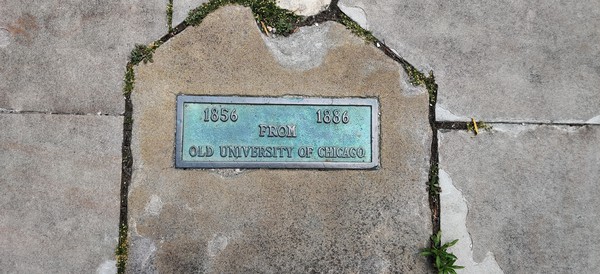 1856 1886
FROM
OLD UNIVERSITY OF CHICAGO.